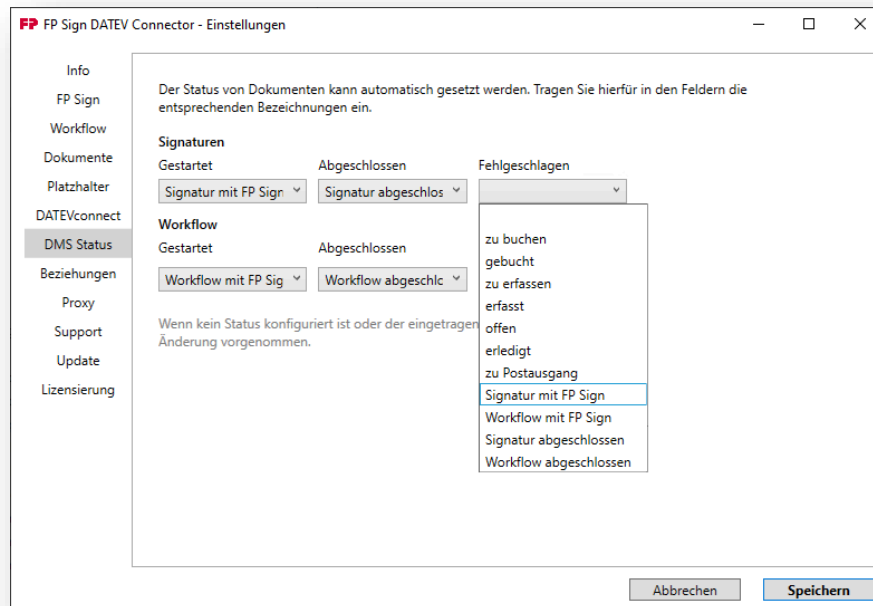 FP FP Sign DATEV Connector - Einstellungen
Info
FP Sign
Workflow
Dokumente
Platzhalter
DATEVconnect
DMS Status
Beziehungen
Proxy
Support
Update
Lizensierung
Der Status von Dokumenten kann automatisch gesetzt werden. Tragen Sie hierfür in den Feldern die
entsprechenden Bezeichnungen ein.
Signaturen
Gestartet Abgeschlossen Fehlgeschlagen
Signatur mit FP Sign Signatur abgeschlos
Workflow
Gestartet Abgeschlossen
Workflow mit FP Sig Workflow abgeschlc
Wenn kein Status konfiguriert ist oder der eingetragen
Änderung vorgenommen.
zu buchen
gebucht
zu erfassen
erfasst
offen
erledigt
zu Postausgang
Signatur mit FP Sign
Workflow mit FP Sign
Signatur abgeschlossen
Workflow abgeschlossen
Abbrechen Speichern